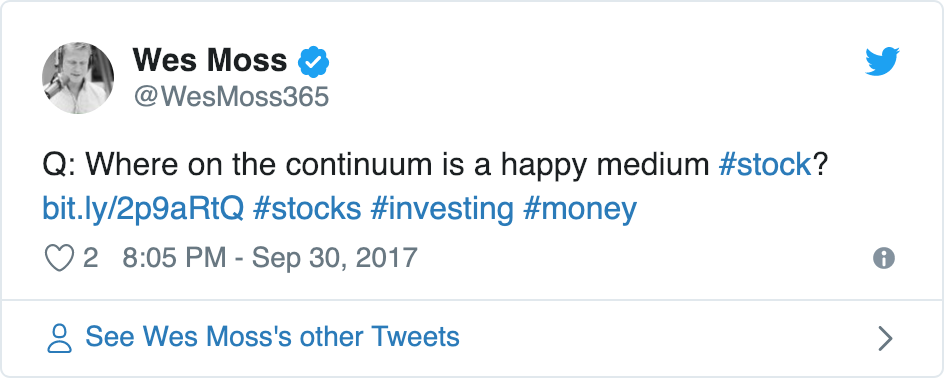 Wes Moss
@WesMoss365
Q: Where on the continuum is a happy medium #stock?
bit.ly/2p9aRtQ #stocks #investing #money
2 8:05 PM - Sep 30, 2017
See Wes Moss's other Tweets